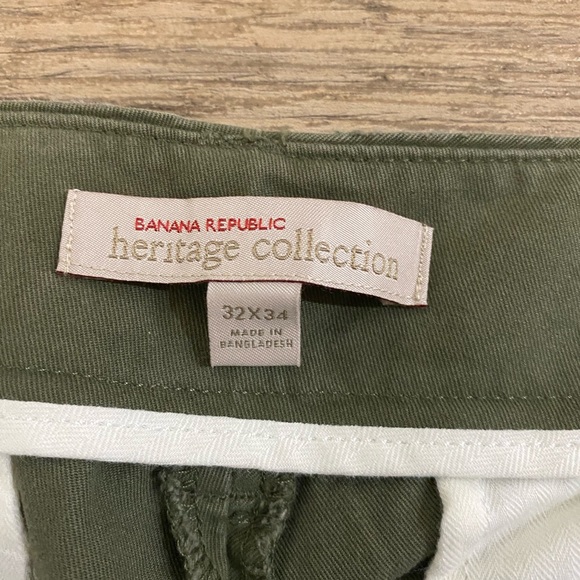 BANANA REPUBLIC
heritage collection
32X34
MADE IN
BANGLADESH